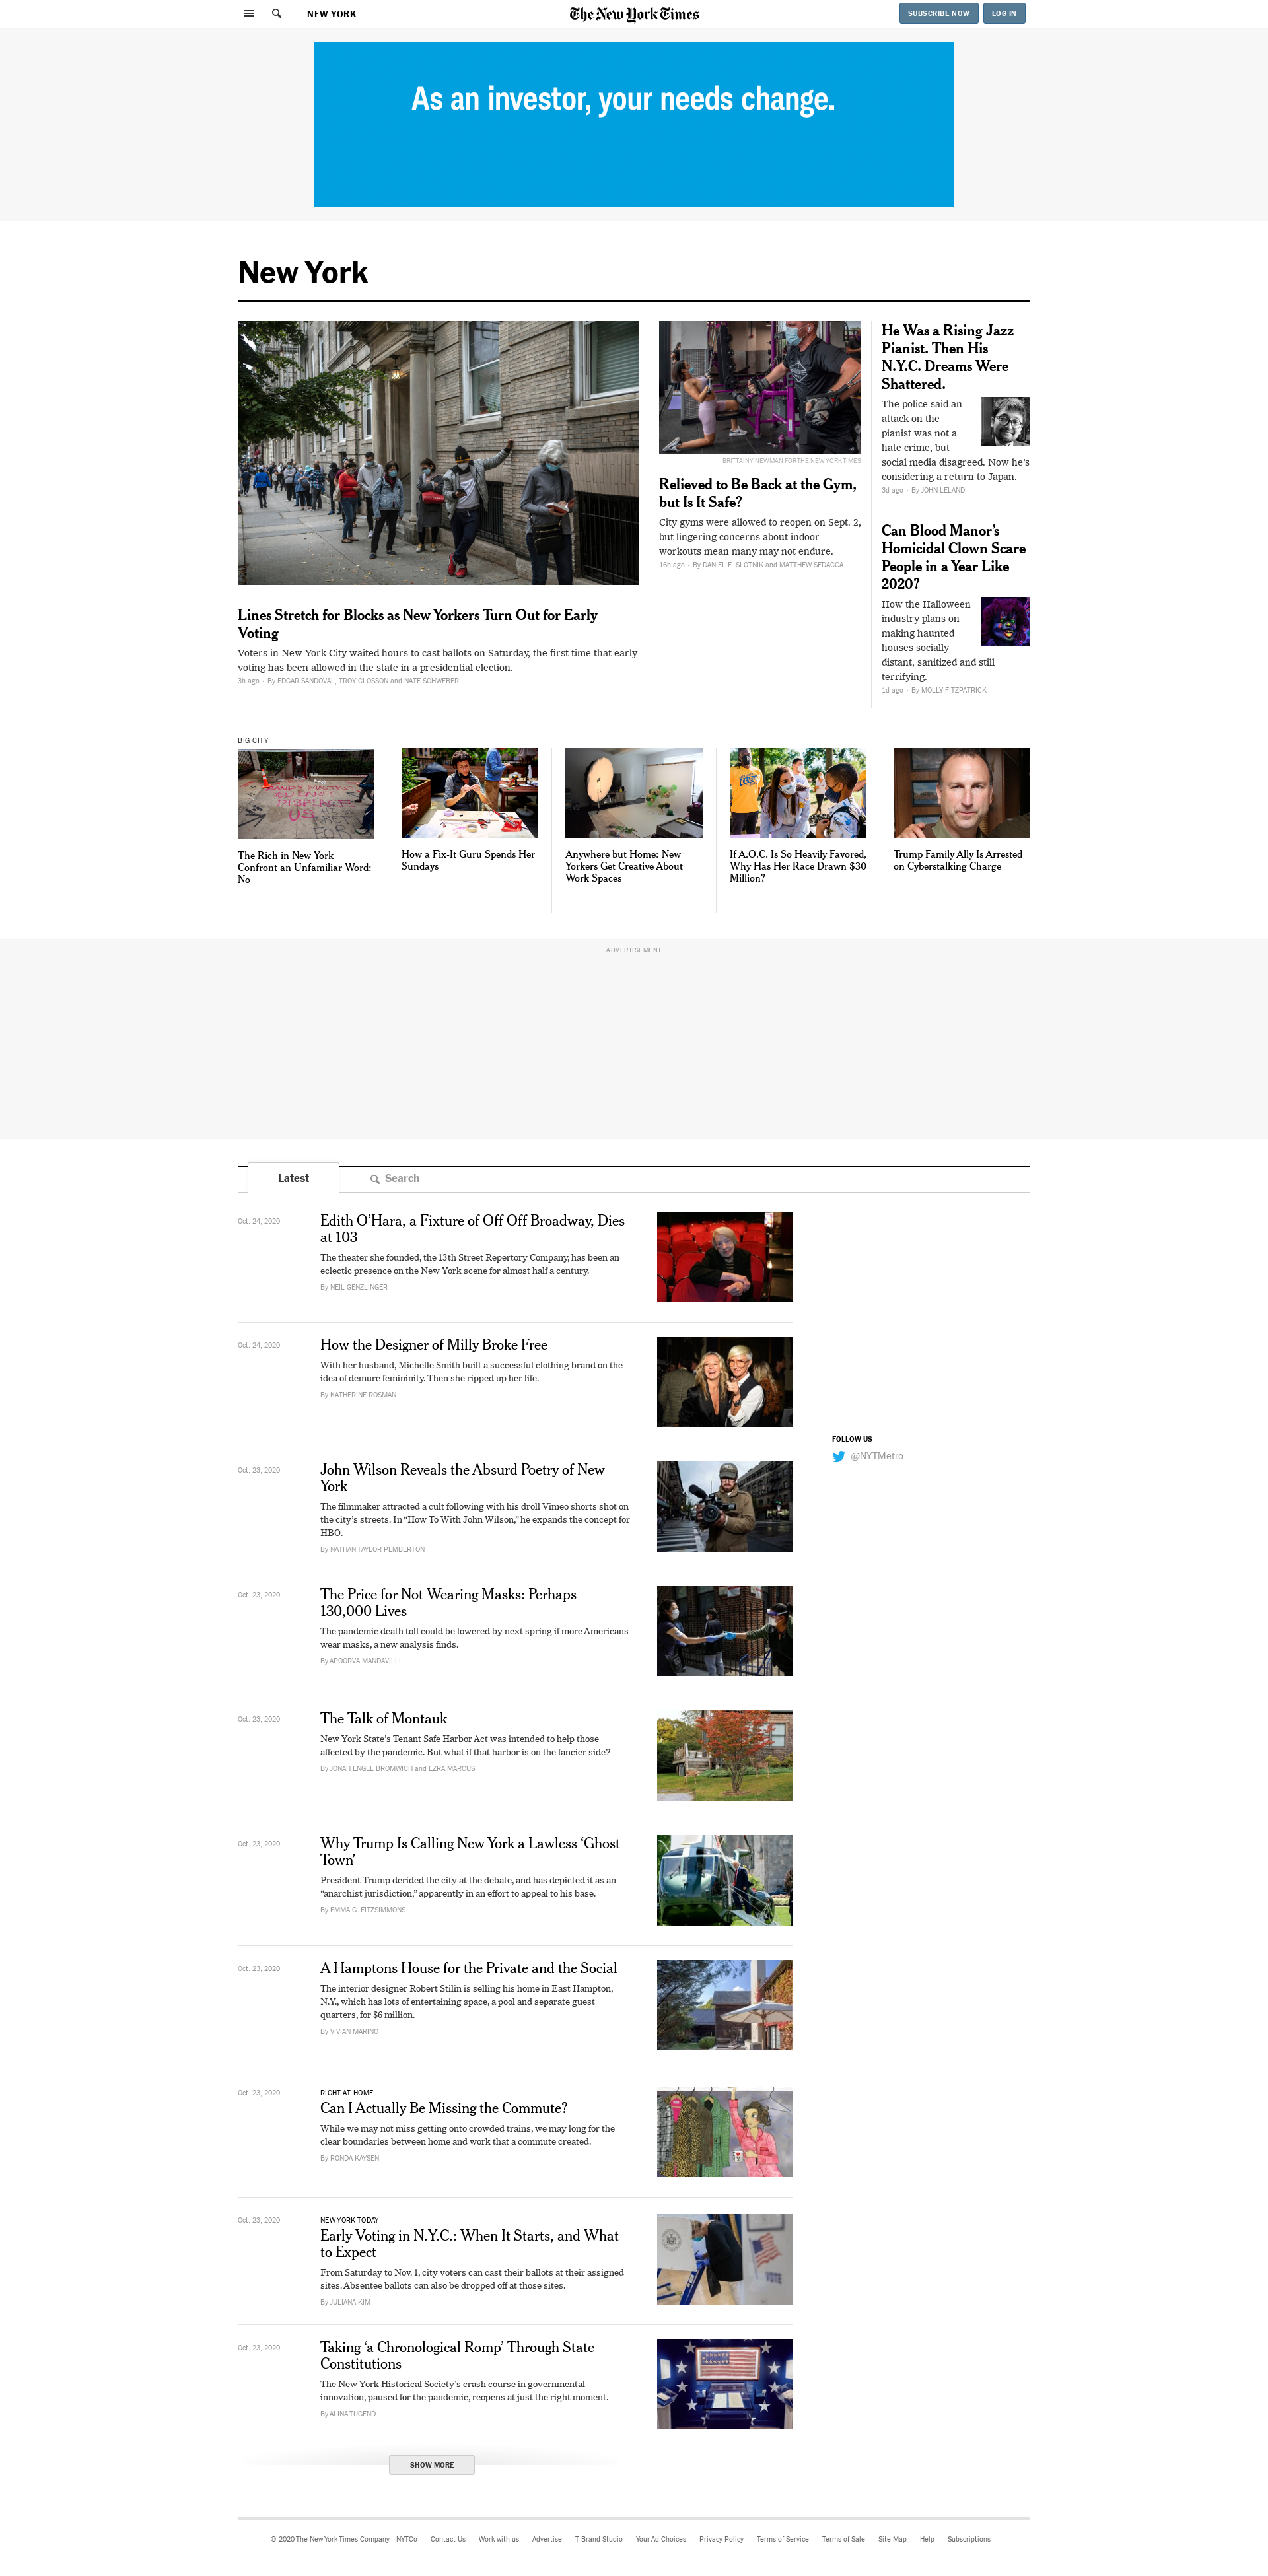 NEW YORK
The New York Times
SUBSCRIBE NOW
LOG IN
As an investor, your needs change.
New York
Lines Stretch for Blocks as New Yorkers Turn Out for Early
Voting
Voters in New York City waited hours to cast ballots on Saturday, the first time that early
voting has been allowed in the state in a presidential election.
3h ago • By EDGAR SANDOVAL, TROY CLOSSON and NATE SCHWEBER
BRITTAINY NEWMAN FOR THE NEW YORK TIMES
Relieved to Be Back at the Gym,
but Is It Safe?
City gyms were allowed to reopen on Sept. 2,
but lingering concerns about indoor
workouts mean many may not endure.
16h ago • By DANIEL E. SLOTNIK and MATTHEW SEDACCA
He Was a Rising Jazz
Pianist. Then His
N.Y.C. Dreams Were
Shattered.
The police said an
attack on the
pianist was not a
hate crime, but
social media disagreed. Now he's
considering a return to Japan.
3d ago • By JOHN LELAND
Can Blood Manor's
Homicidal Clown Scare
People in a Year Like
2020?
How the Halloween
industry plans on
making haunted
houses socially
distant, sanitized and still
terrifying.
1d ago • By MOLLY FITZPATRICK
BIG CITY
The Rich in New York
Confront an Unfamiliar Word:
No
How a Fix-It Guru Spends Her
Sundays
Anywhere but Home: New
Yorkers Get Creative About
Work Spaces
If A.O.C. Is So Heavily Favored,
Why Has Her Race Drawn $30
Million?
Trump Family Ally Is Arrested
on Cyberstalking Charge
ADVERTISEMENT
Latest
Search
Oct. 24, 2020
Edith O'Hara, a Fixture of Off Off Broadway, Dies
at 103
The theater she founded, the 13th Street Repertory Company, has been an
eclectic presence on the New York scene for almost half a century.
By NEIL GENZLINGER
Oct. 24, 2020
How the Designer of Milly Broke Free
With her husband, Michelle Smith built a successful clothing brand on the
idea of demure femininity. Then she ripped up her life.
By KATHERINE ROSMAN
FOLLOW US
@NYTMetro
Oct. 23, 2020
John Wilson Reveals the Absurd Poetry of New
York
The filmmaker attracted a cult following with his droll Vimeo shorts shot on
the city's streets. In “How To With John Wilson,” he expands the concept for
HBO.
By NATHAN TAYLOR PEMBERTON
Oct. 23, 2020
The Price for Not Wearing Masks: Perhaps
130,000 Lives
The pandemic death toll could be lowered by next spring if more Americans
wear masks, a new analysis finds.
By APOORVA MANDAVILLI
Oct. 23, 2020
The Talk of Montauk
New York State's Tenant Safe Harbor Act was intended to help those
affected by the pandemic. But what if that harbor is on the fancier side?
By JONAH ENGEL BROMWICH and EZRA MARCUS
Oct. 23, 2020
Why Trump Is Calling New York a Lawless ‘Ghost
Town’
President Trump derided the city at the debate, and has depicted it as an
“anarchist jurisdiction,” apparently in an effort to appeal to his base.
By EMMA G. FITZSIMMONS
Oct. 23, 2020
A Hamptons House for the Private and the Social
The interior designer Robert Stilin is selling his home in East Hampton,
N.Y., which has lots of entertaining space, a pool and separate guest
quarters, for $6 million.
By VIVIAN MARINO
Oct. 23, 2020
RIGHT AT HOME
Can I Actually Be Missing the Commute?
While we may not miss getting onto crowded trains, we may long for the
clear boundaries between home and work that a commute created.
By RONDA KAYSEN
Oct. 23, 2020
NEW YORK TODAY
Early Voting in N.Y.C.: When It Starts, and What
to Expect
From Saturday to Nov. 1, city voters can cast their ballots at their assigned
sites. Absentee ballots can also be dropped off at those sites.
By JULIANA KIM
Oct. 23, 2020
Taking ‘a Chronological Romp’ Through State
Constitutions
The New-York Historical Society's crash course in governmental
innovation, paused for the pandemic, reopens at just the right moment.
By ALINA TUGEND
SHOW MORE
© 2020 The New York Times Company NYTCo Contact Us Work with us Advertise T Brand Studio Your Ad Choices Privacy Policy Terms of Service Terms of Sale Site Map Help Subscriptions